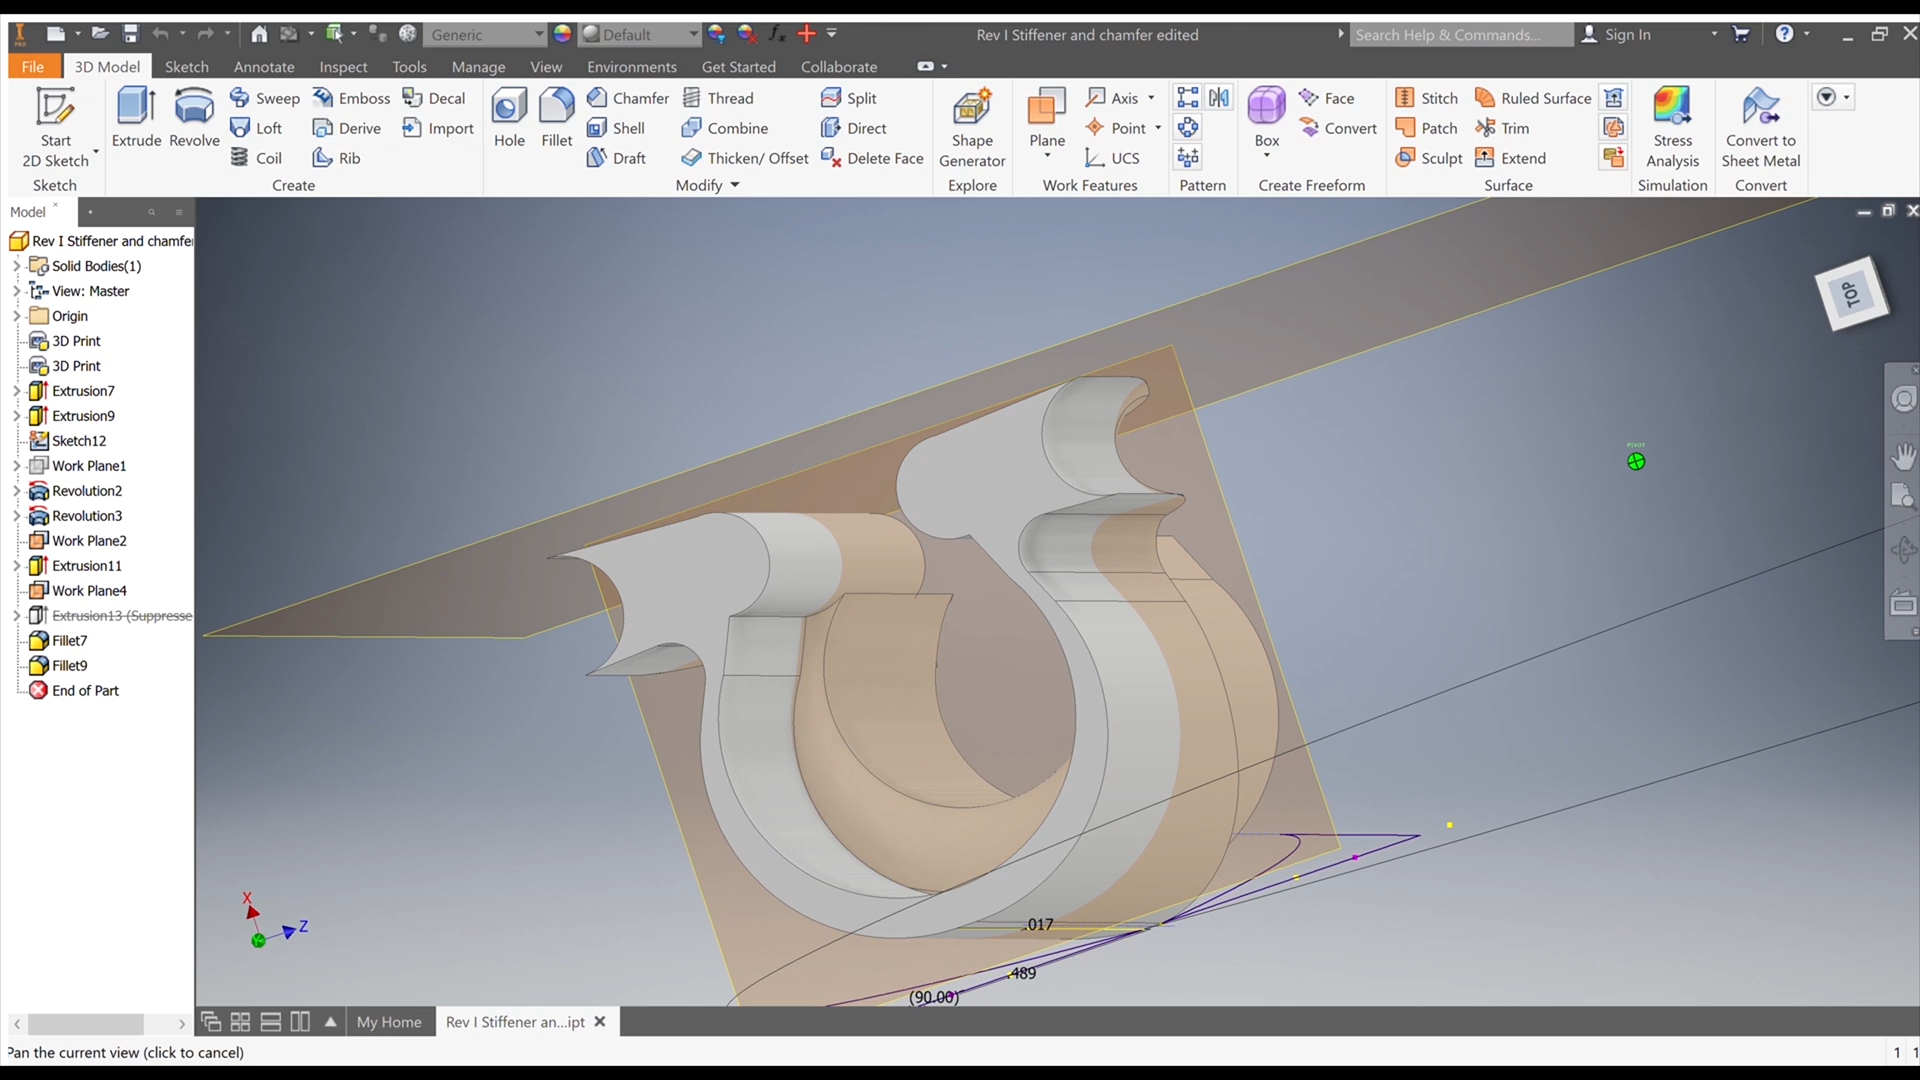 PRO
Generic
Default
Rev I Stiffener and chamfer edited
Search Help & Commands...
Sign In
File
3D Model
Sketch
Annotate
Inspect
Tools
Manage
View
Environments
Get Started
Collaborate
Start
2D Sketch
Sketch
Extrude
Revolve
Sweep
Loft
Coil
Emboss
Derive
Rib
Decal
Import
Create
Hole
Fillet
Chamfer
Shell
Draft
Thread
Combine
Thicken/ Offset
Split
Direct
Delete Face
Modify
Shape
Generator
Explore
Plane
Axis
Point
UCS
Work Features
Pattern
Box
Face
Convert
Create Freeform
Stitch
Patch
Sculpt
Ruled Surface
Trim
Extend
Surface
Stress
Analysis
Simulation
Convert to
Sheet Metal
Convert
Model
Rev I Stiffener and chamfe
Solid Bodies(1)
View: Master
Origin
3D Print
3D Print
Extrusion7
Extrusion9
Sketch12
Work Plane1
Revolution2
Revolution3
Work Plane2
Extrusion11
Work Plane4
Extrusion13 (Suppresse
Fillet7
Fillet9
End of Part
TOP
PIVOT
X
Z
.017
.489
(90.00)
My Home
Rev I Stiffener an...ipt
Pan the current view (click to cancel)
1 1